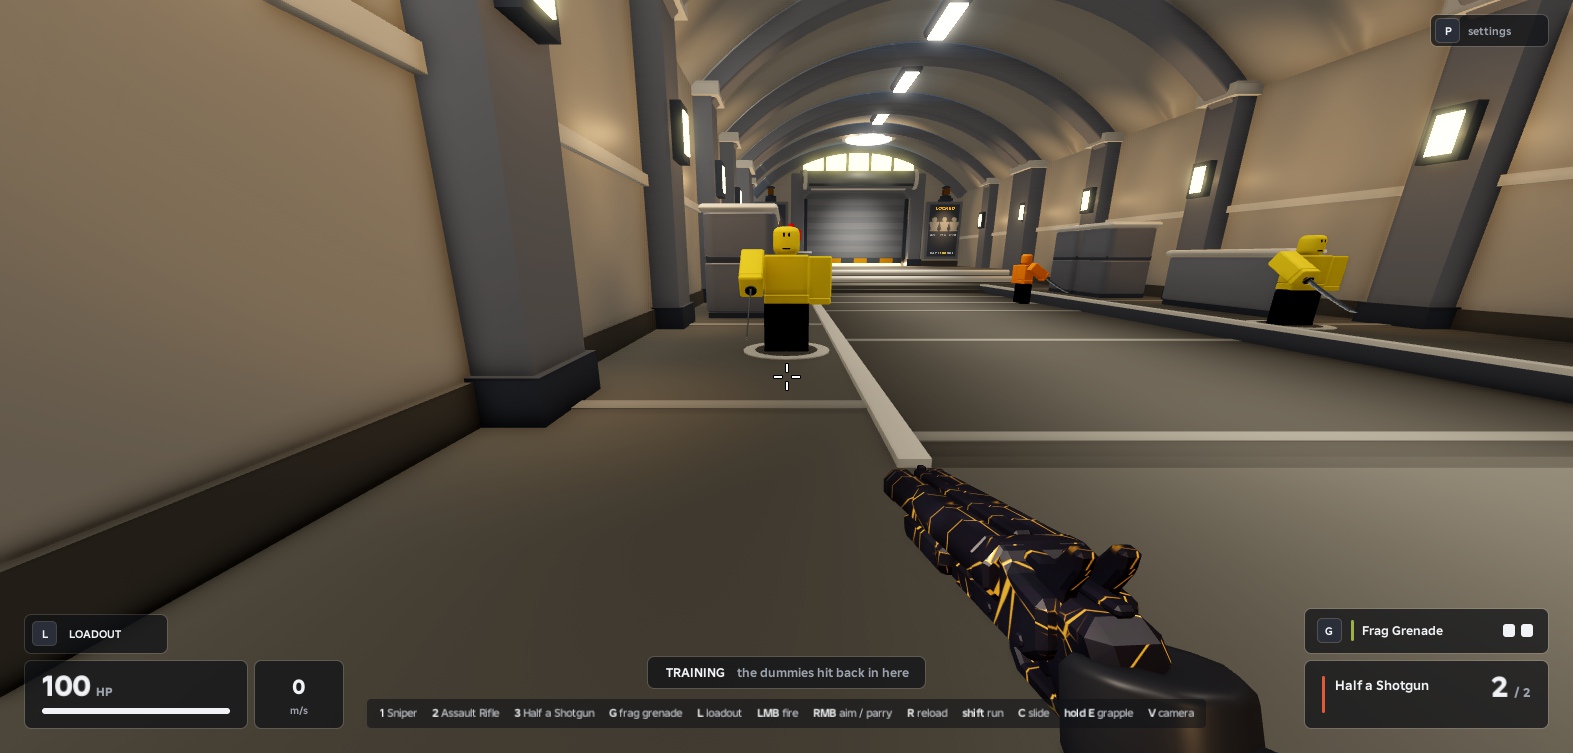 P settings
LOCKED
L LOADOUT
100 HP
0
m/s
TRAINING the dummies hit back in here
1 Sniper 2 Assault Rifle 3 Half a Shotgun G frag grenade L loadout LMB fire RMB aim / parry R reload shift run C slide hold E grapple V camera
G Frag Grenade
Half a Shotgun 2 / 2